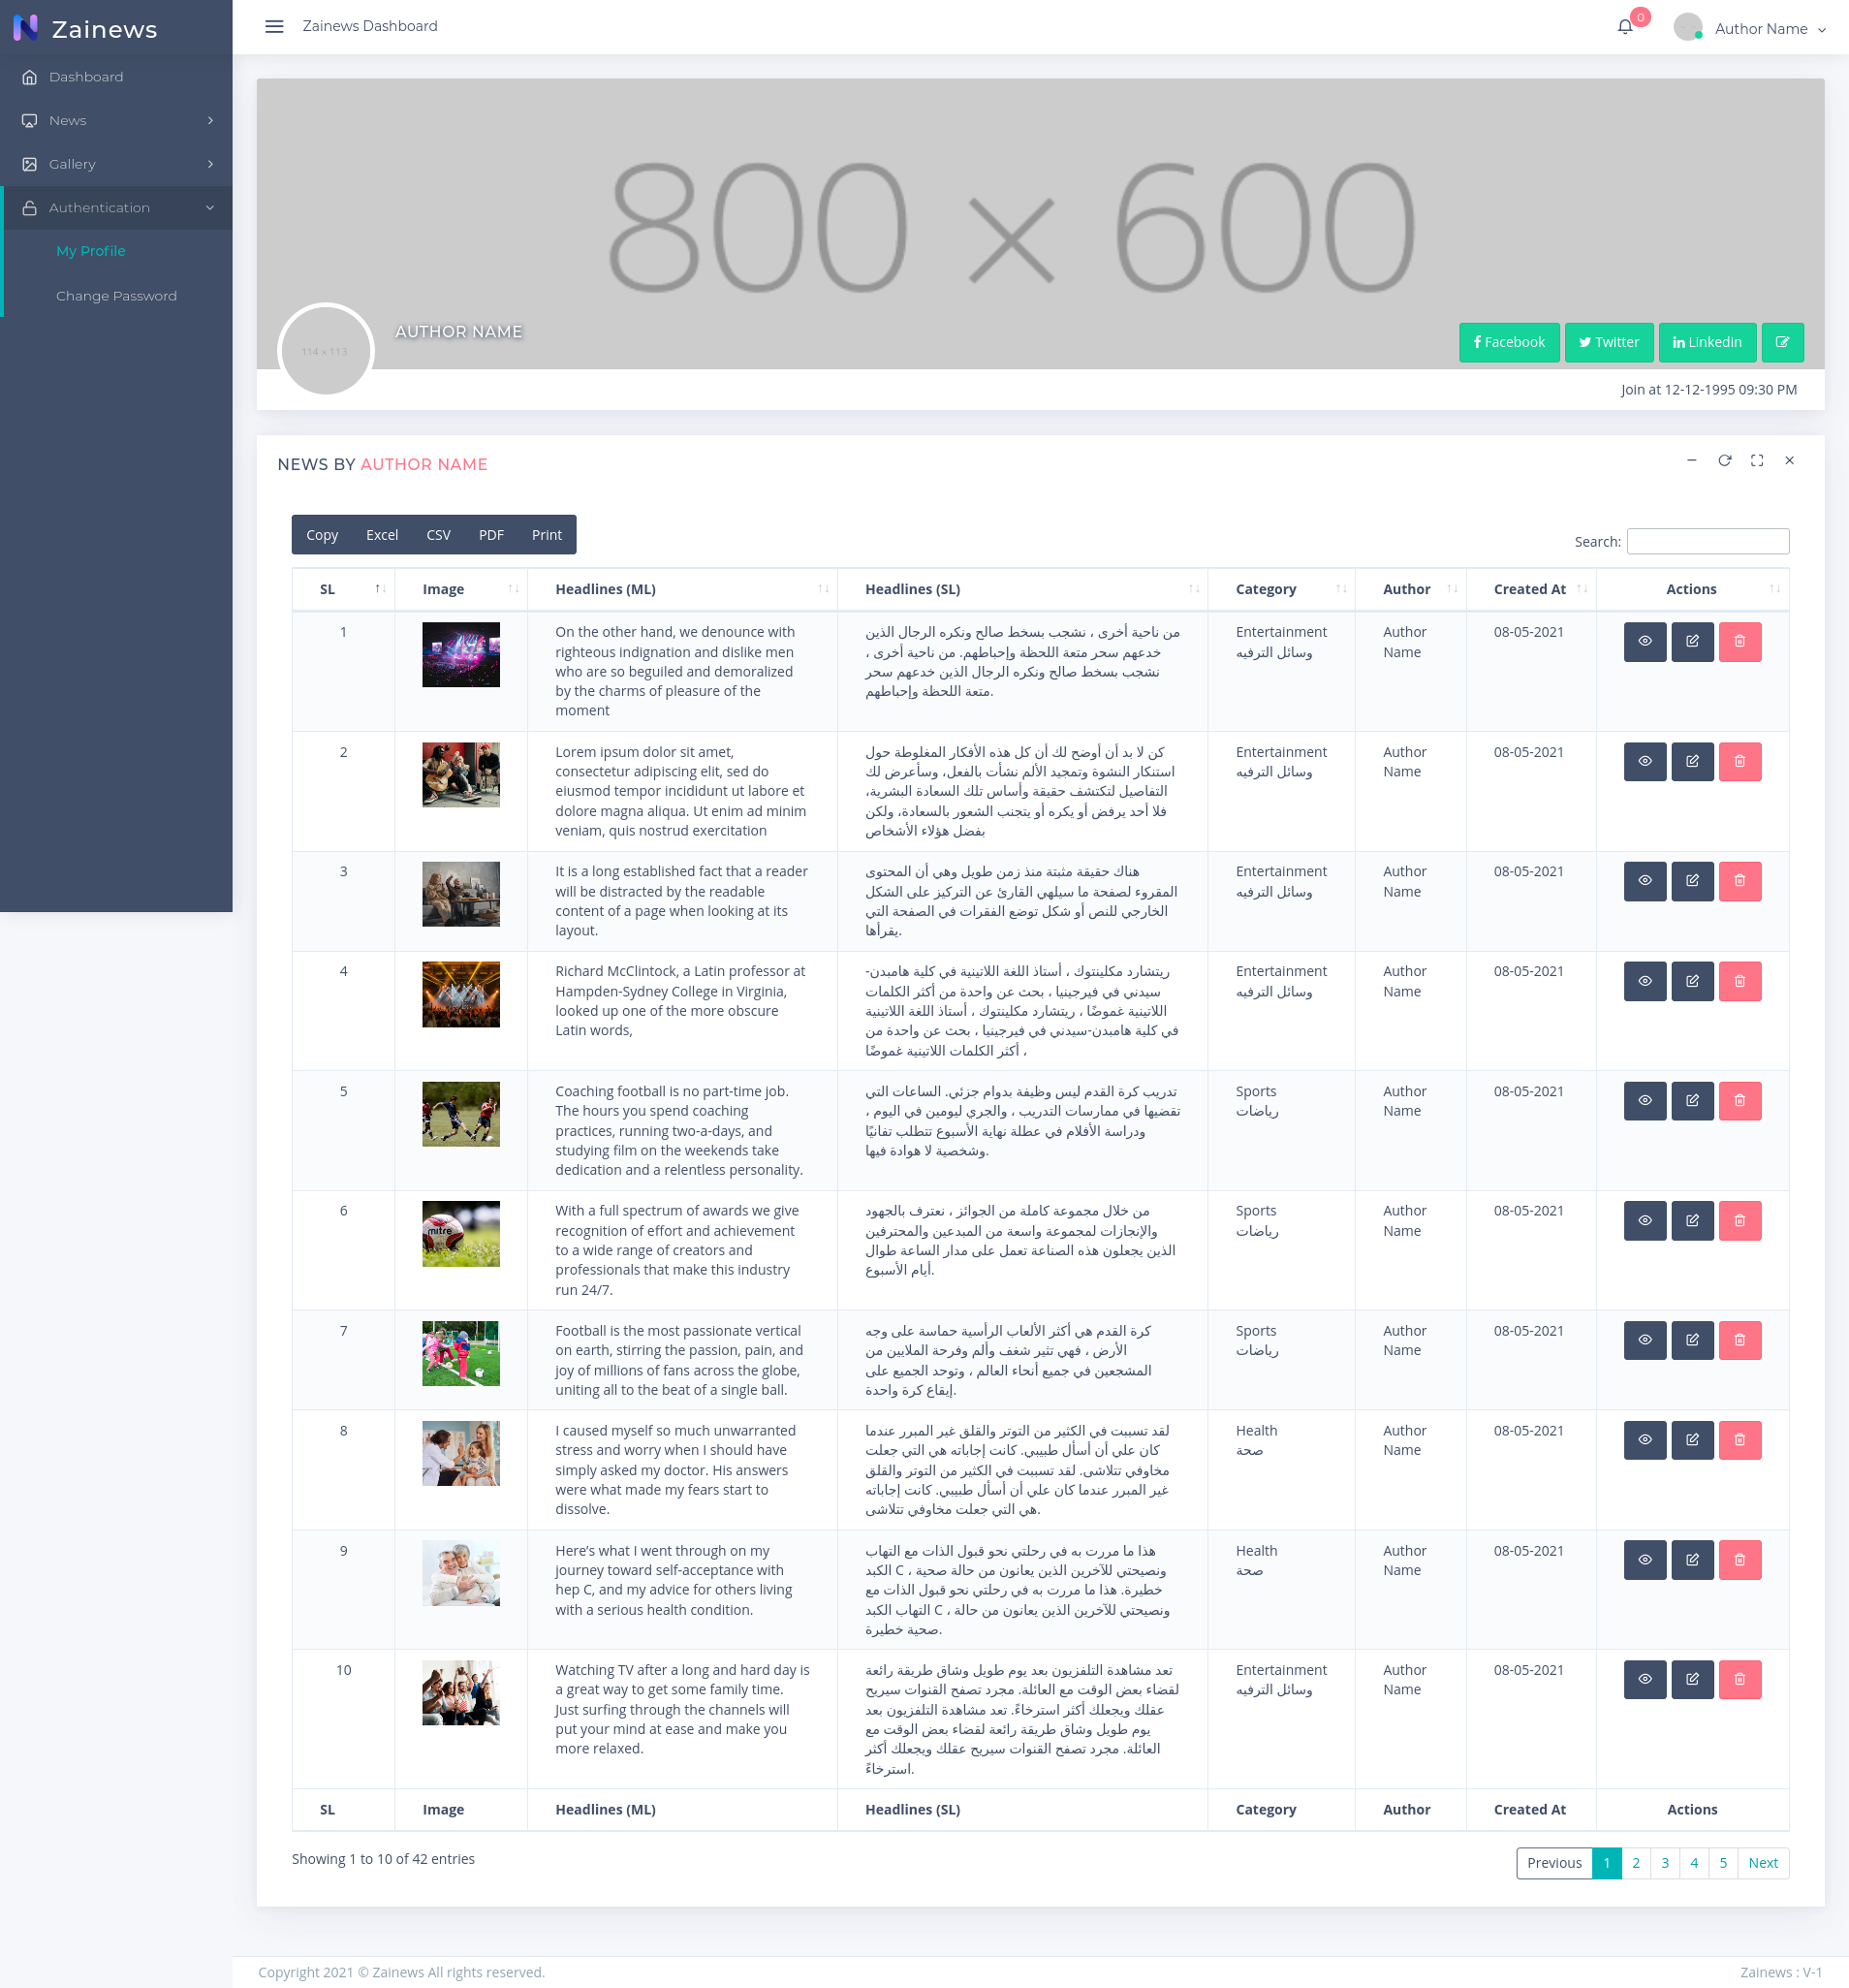 Zainews
Zainews Dashboard
0
Author Name
Dashboard
News
Gallery
Authentication
My Profile
Change Password
800 × 600
114 x 113
AUTHOR NAME
Facebook
Twitter
Linkedin
Join at 12-12-1995 09:30 PM
NEWS BY AUTHOR NAME
Copy Excel CSV PDF Print
Search:
SL Image Headlines (ML) Headlines (SL) Category Author Created At Actions
1
On the other hand, we denounce with
righteous indignation and dislike men
who are so beguiled and demoralized
by the charms of pleasure of the
moment
من ناحية أخرى ، نشجب بسخط صالح ونكره الرجال الذين
خدعهم سحر متعة اللحظة وإحباطهم. من ناحية أخرى ،
نشجب بسخط صالح ونكره الرجال الذين خدعهم سحر
متعة اللحظة وإحباطهم.
Entertainment
وسائل الترفيه
Author
Name
08-05-2021
2
Lorem ipsum dolor sit amet,
consectetur adipiscing elit, sed do
eiusmod tempor incididunt ut labore et
dolore magna aliqua. Ut enim ad minim
veniam, quis nostrud exercitation
كن لا بد أن أوضح لك أن كل هذه الأفكار المغلوطة حول
استنكار النشوة وتمجيد الألم نشأت بالفعل، وسأعرض لك
التفاصيل لتكتشف حقيقة وأساس تلك السعادة البشرية،
فلا أحد يرفض أو يكره أو يتجنب الشعور بالسعادة، ولكن
بفضل هؤلاء الأشخاص
Entertainment
وسائل الترفيه
Author
Name
08-05-2021
3
It is a long established fact that a reader
will be distracted by the readable
content of a page when looking at its
layout.
هناك حقيقة مثبتة منذ زمن طويل وهي أن المحتوى
المقروء لصفحة ما سيلهي القارئ عن التركيز على الشكل
الخارجي للنص أو شكل توضع الفقرات في الصفحة التي
يقرأها.
Entertainment
وسائل الترفيه
Author
Name
08-05-2021
4
Richard McClintock, a Latin professor at
Hampden-Sydney College in Virginia,
looked up one of the more obscure
Latin words,
ريتشارد مكلينتوك ، أستاذ اللغة اللاتينية في كلية هامبدن-
سيدني في فيرجينيا ، بحث عن واحدة من أكثر الكلمات
اللاتينية غموضًا ، ريتشارد مكلينتوك ، أستاذ اللغة اللاتينية
في كلية هامبدن-سيدني في فيرجينيا ، بحث عن واحدة من
أكثر الكلمات اللاتينية غموضًا ،
Entertainment
وسائل الترفيه
Author
Name
08-05-2021
5
Coaching football is no part-time job.
The hours you spend coaching
practices, running two-a-days, and
studying film on the weekends take
dedication and a relentless personality.
تدريب كرة القدم ليس وظيفة بدوام جزئي. الساعات التي
تقضيها في ممارسات التدريب ، والجري ليومين في اليوم ،
ودراسة الأفلام في عطلة نهاية الأسبوع تتطلب تفانيًا
وشخصية لا هوادة فيها.
Sports
رياضات
Author
Name
08-05-2021
6
mitre
With a full spectrum of awards we give
recognition of effort and achievement
to a wide range of creators and
professionals that make this industry
run 24/7.
من خلال مجموعة كاملة من الجوائز ، نعترف بالجهود
والإنجازات لمجموعة واسعة من المبدعين والمحترفين
الذين يجعلون هذه الصناعة تعمل على مدار الساعة طوال
أيام الأسبوع.
Sports
رياضات
Author
Name
08-05-2021
7
Football is the most passionate vertical
on earth, stirring the passion, pain, and
joy of millions of fans across the globe,
uniting all to the beat of a single ball.
كرة القدم هي أكثر الألعاب الرأسية حماسة على وجه
الأرض ، فهي تثير شغف وألم وفرحة الملايين من
المشجعين في جميع أنحاء العالم ، وتوحد الجميع على
إيقاع كرة واحدة.
Sports
رياضات
Author
Name
08-05-2021
8
I caused myself so much unwarranted
stress and worry when I should have
simply asked my doctor. His answers
were what made my fears start to
dissolve.
لقد تسببت في الكثير من التوتر والقلق غير المبرر عندما
كان علي أن أسأل طبيبي. كانت إجاباته هي التي جعلت
مخاوفي تتلاشى. لقد تسببت في الكثير من التوتر والقلق
غير المبرر عندما كان علي أن أسأل طبيبي. كانت إجاباته
هي التي جعلت مخاوفي تتلاشى.
Health
صحة
Author
Name
08-05-2021
9
Here’s what I went through on my
journey toward self-acceptance with
hep C, and my advice for others living
with a serious health condition.
هذا ما مررت به في رحلتي نحو قبول الذات مع التهاب
الكبد C ، ونصيحتي للآخرين الذين يعانون من حالة صحية
خطيرة. هذا ما مررت به في رحلتي نحو قبول الذات مع
التهاب الكبد C ، ونصيحتي للآخرين الذين يعانون من حالة
صحية خطيرة.
Health
صحة
Author
Name
08-05-2021
10
Watching TV after a long and hard day is
a great way to get some family time.
Just surfing through the channels will
put your mind at ease and make you
more relaxed.
تعد مشاهدة التلفزيون بعد يوم طويل وشاق طريقة رائعة
لقضاء بعض الوقت مع العائلة. مجرد تصفح القنوات سيريح
عقلك ويجعلك أكثر استرخاءً. تعد مشاهدة التلفزيون بعد
يوم طويل وشاق طريقة رائعة لقضاء بعض الوقت مع
العائلة. مجرد تصفح القنوات سيريح عقلك ويجعلك أكثر
استرخاءً.
Entertainment
وسائل الترفيه
Author
Name
08-05-2021
SL Image Headlines (ML) Headlines (SL) Category Author Created At Actions
Showing 1 to 10 of 42 entries
Previous 1 2 3 4 5 Next
Copyright 2021 © Zainews All rights reserved.
Zainews : V-1